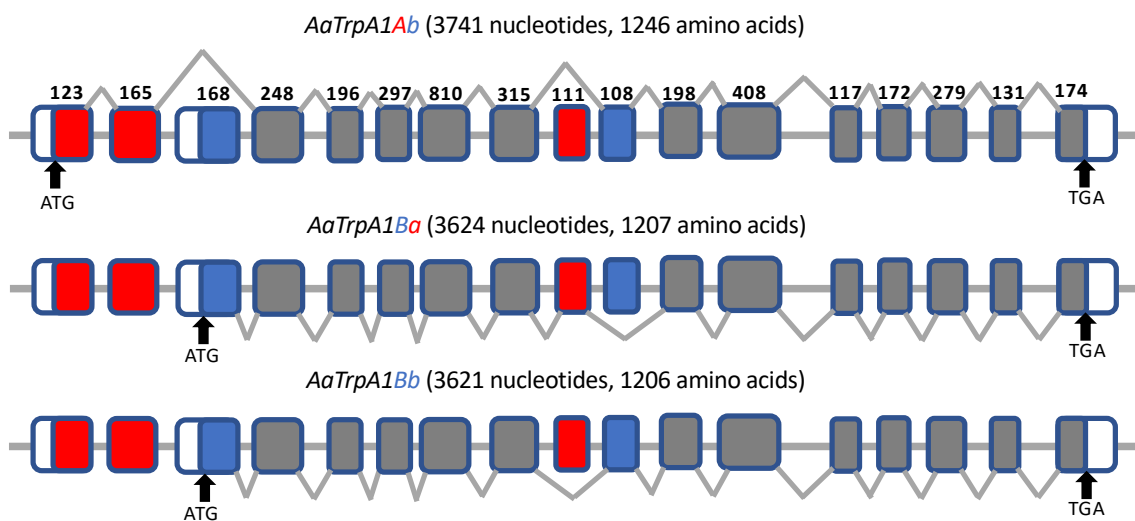 AaTrpA1Ab (3741 nucleotides, 1246 amino acids)
123 165 168 248 196 297 810 315 111 108 198 408 117 172 279 131 174
ATG TGA
AaTrpA1Ba (3624 nucleotides, 1207 amino acids)
ATG TGA
AaTrpA1Bb (3621 nucleotides, 1206 amino acids)
ATG TGA